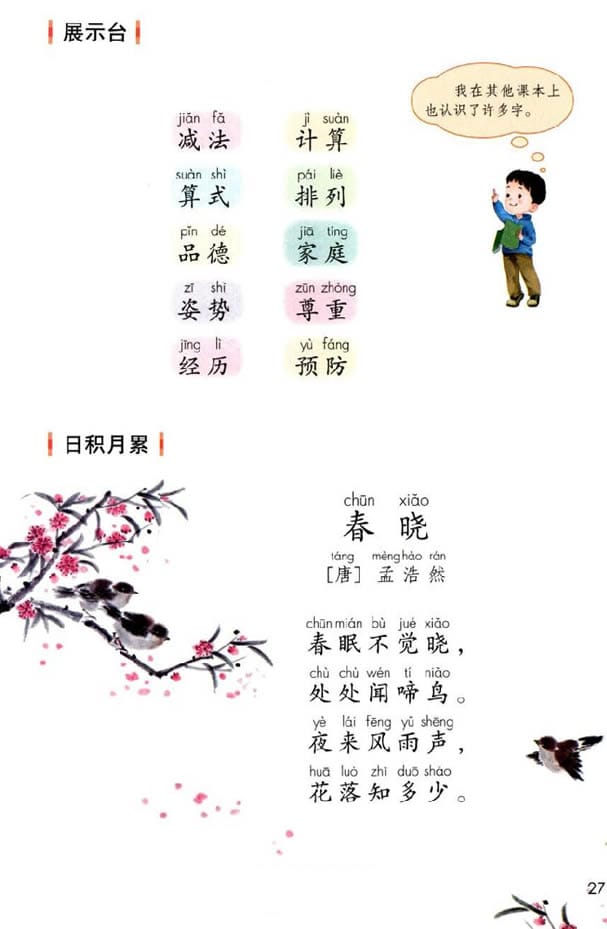 展示台
我在其他课本上
也认识了许多字。
jiǎn fǎ jì suàn
减法 计算
suàn shì pái liè
算式 排列
pǐn dé jiā tíng
品德 家庭
zī shì zūn zhòng
姿势 尊重
jīng lì yù fáng
经历 预防
日积月累
chūn xiǎo
春晓
táng mèng hào rán
[唐] 孟浩然
chūn mián bù jué xiǎo
春眠不觉晓，
chù chù wén tí niǎo
处处闻啼鸟。
yè lái fēng yǔ shēng
夜来风雨声，
huā luò zhī duō shǎo
花落知多少。
27